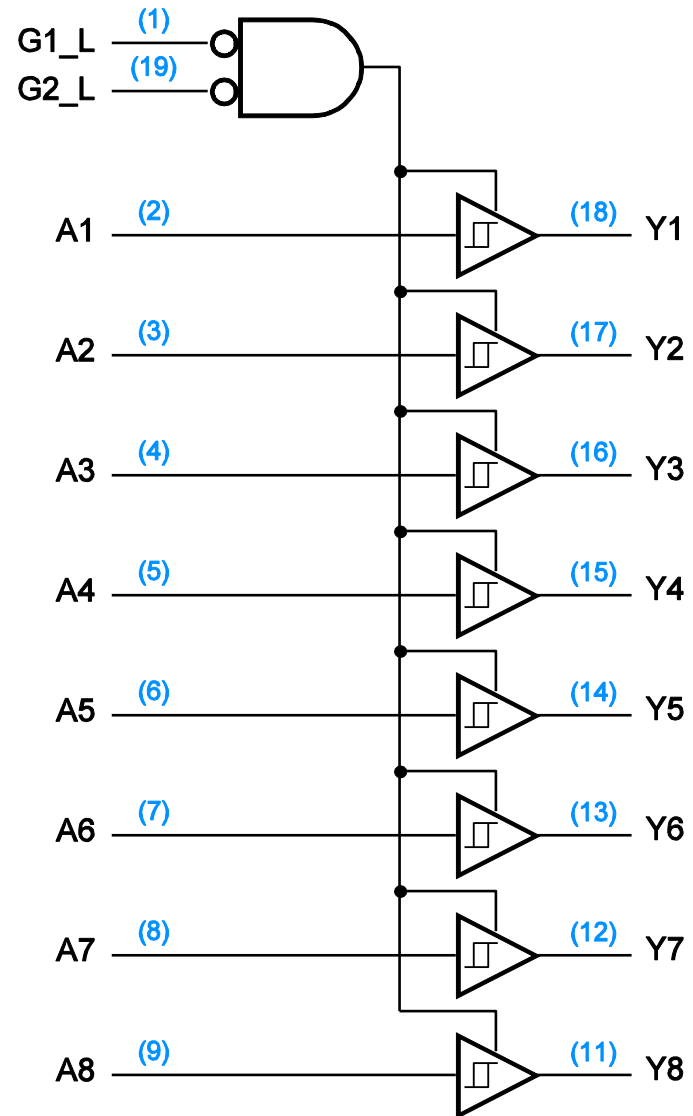 G1_L (1)
G2_L (19)
A1 (2) (18) Y1
A2 (3) (17) Y2
A3 (4) (16) Y3
A4 (5) (15) Y4
A5 (6) (14) Y5
A6 (7) (13) Y6
A7 (8) (12) Y7
A8 (9) (11) Y8